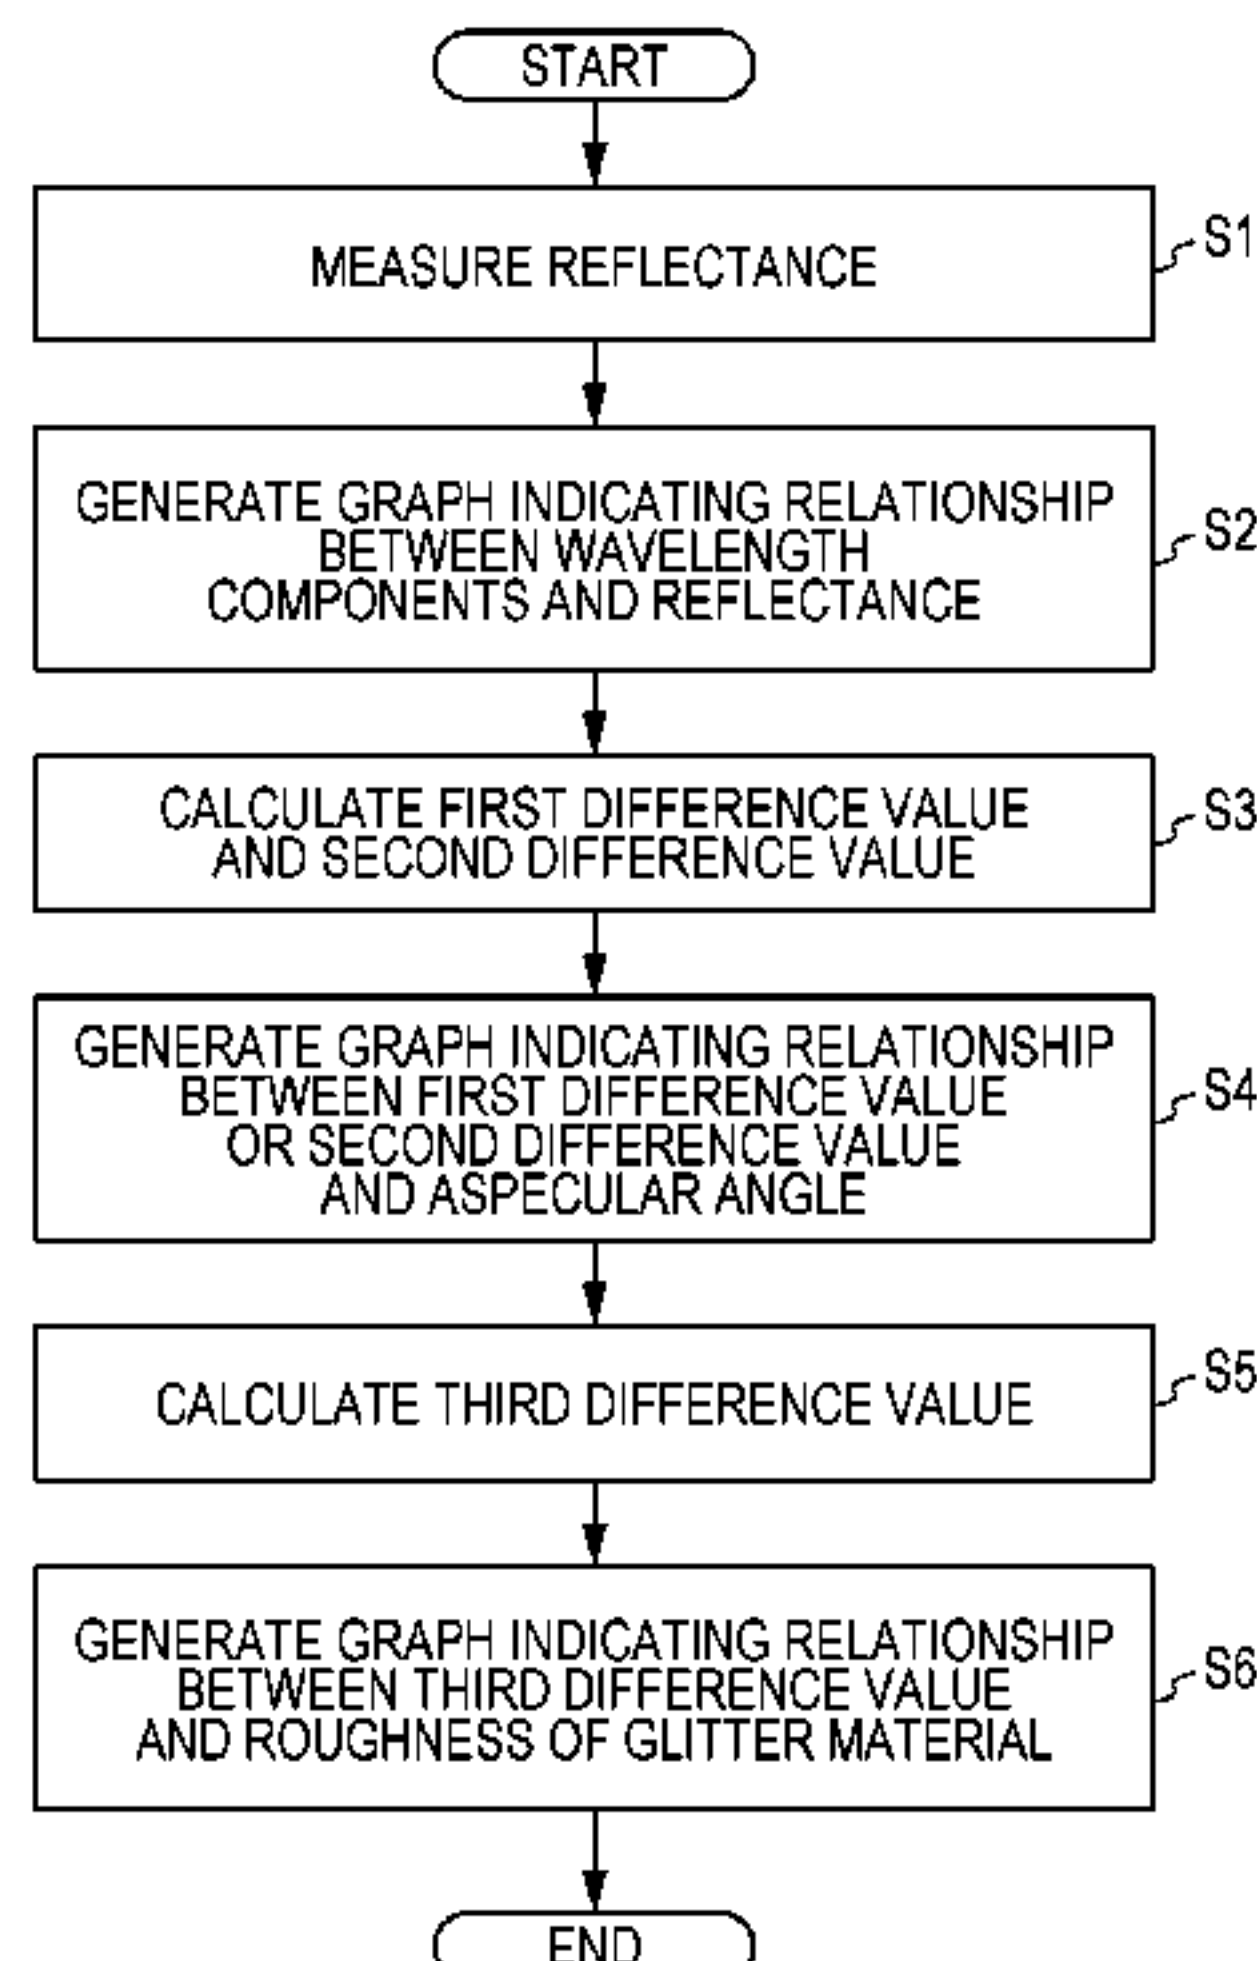 START
MEASURE REFLECTANCE
S1
GENERATE GRAPH INDICATING RELATIONSHIP
BETWEEN WAVELENGTH
COMPONENTS AND REFLECTANCE
S2
CALCULATE FIRST DIFFERENCE VALUE
AND SECOND DIFFERENCE VALUE
S3
GENERATE GRAPH INDICATING RELATIONSHIP
BETWEEN FIRST DIFFERENCE VALUE
OR SECOND DIFFERENCE VALUE
AND ASPECULAR ANGLE
S4
CALCULATE THIRD DIFFERENCE VALUE
S5
GENERATE GRAPH INDICATING RELATIONSHIP
BETWEEN THIRD DIFFERENCE VALUE
AND ROUGHNESS OF GLITTER MATERIAL
S6
END